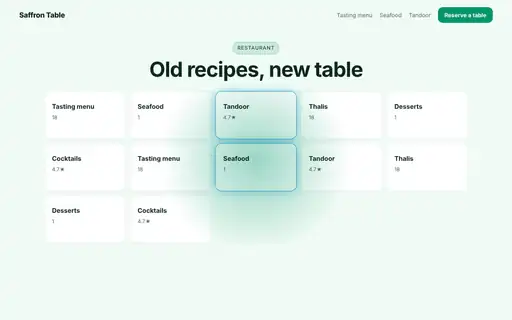 Saffron Table
Tasting menu Seafood Tandoor Reserve a table
RESTAURANT
Old recipes, new table
Tasting menu
18
Seafood
1
Tandoor
4.7★
Thalis
18
Desserts
1
Cocktails
4.7★
Tasting menu
18
Seafood
1
Tandoor
4.7★
Thalis
18
Desserts
1
Cocktails
4.7★